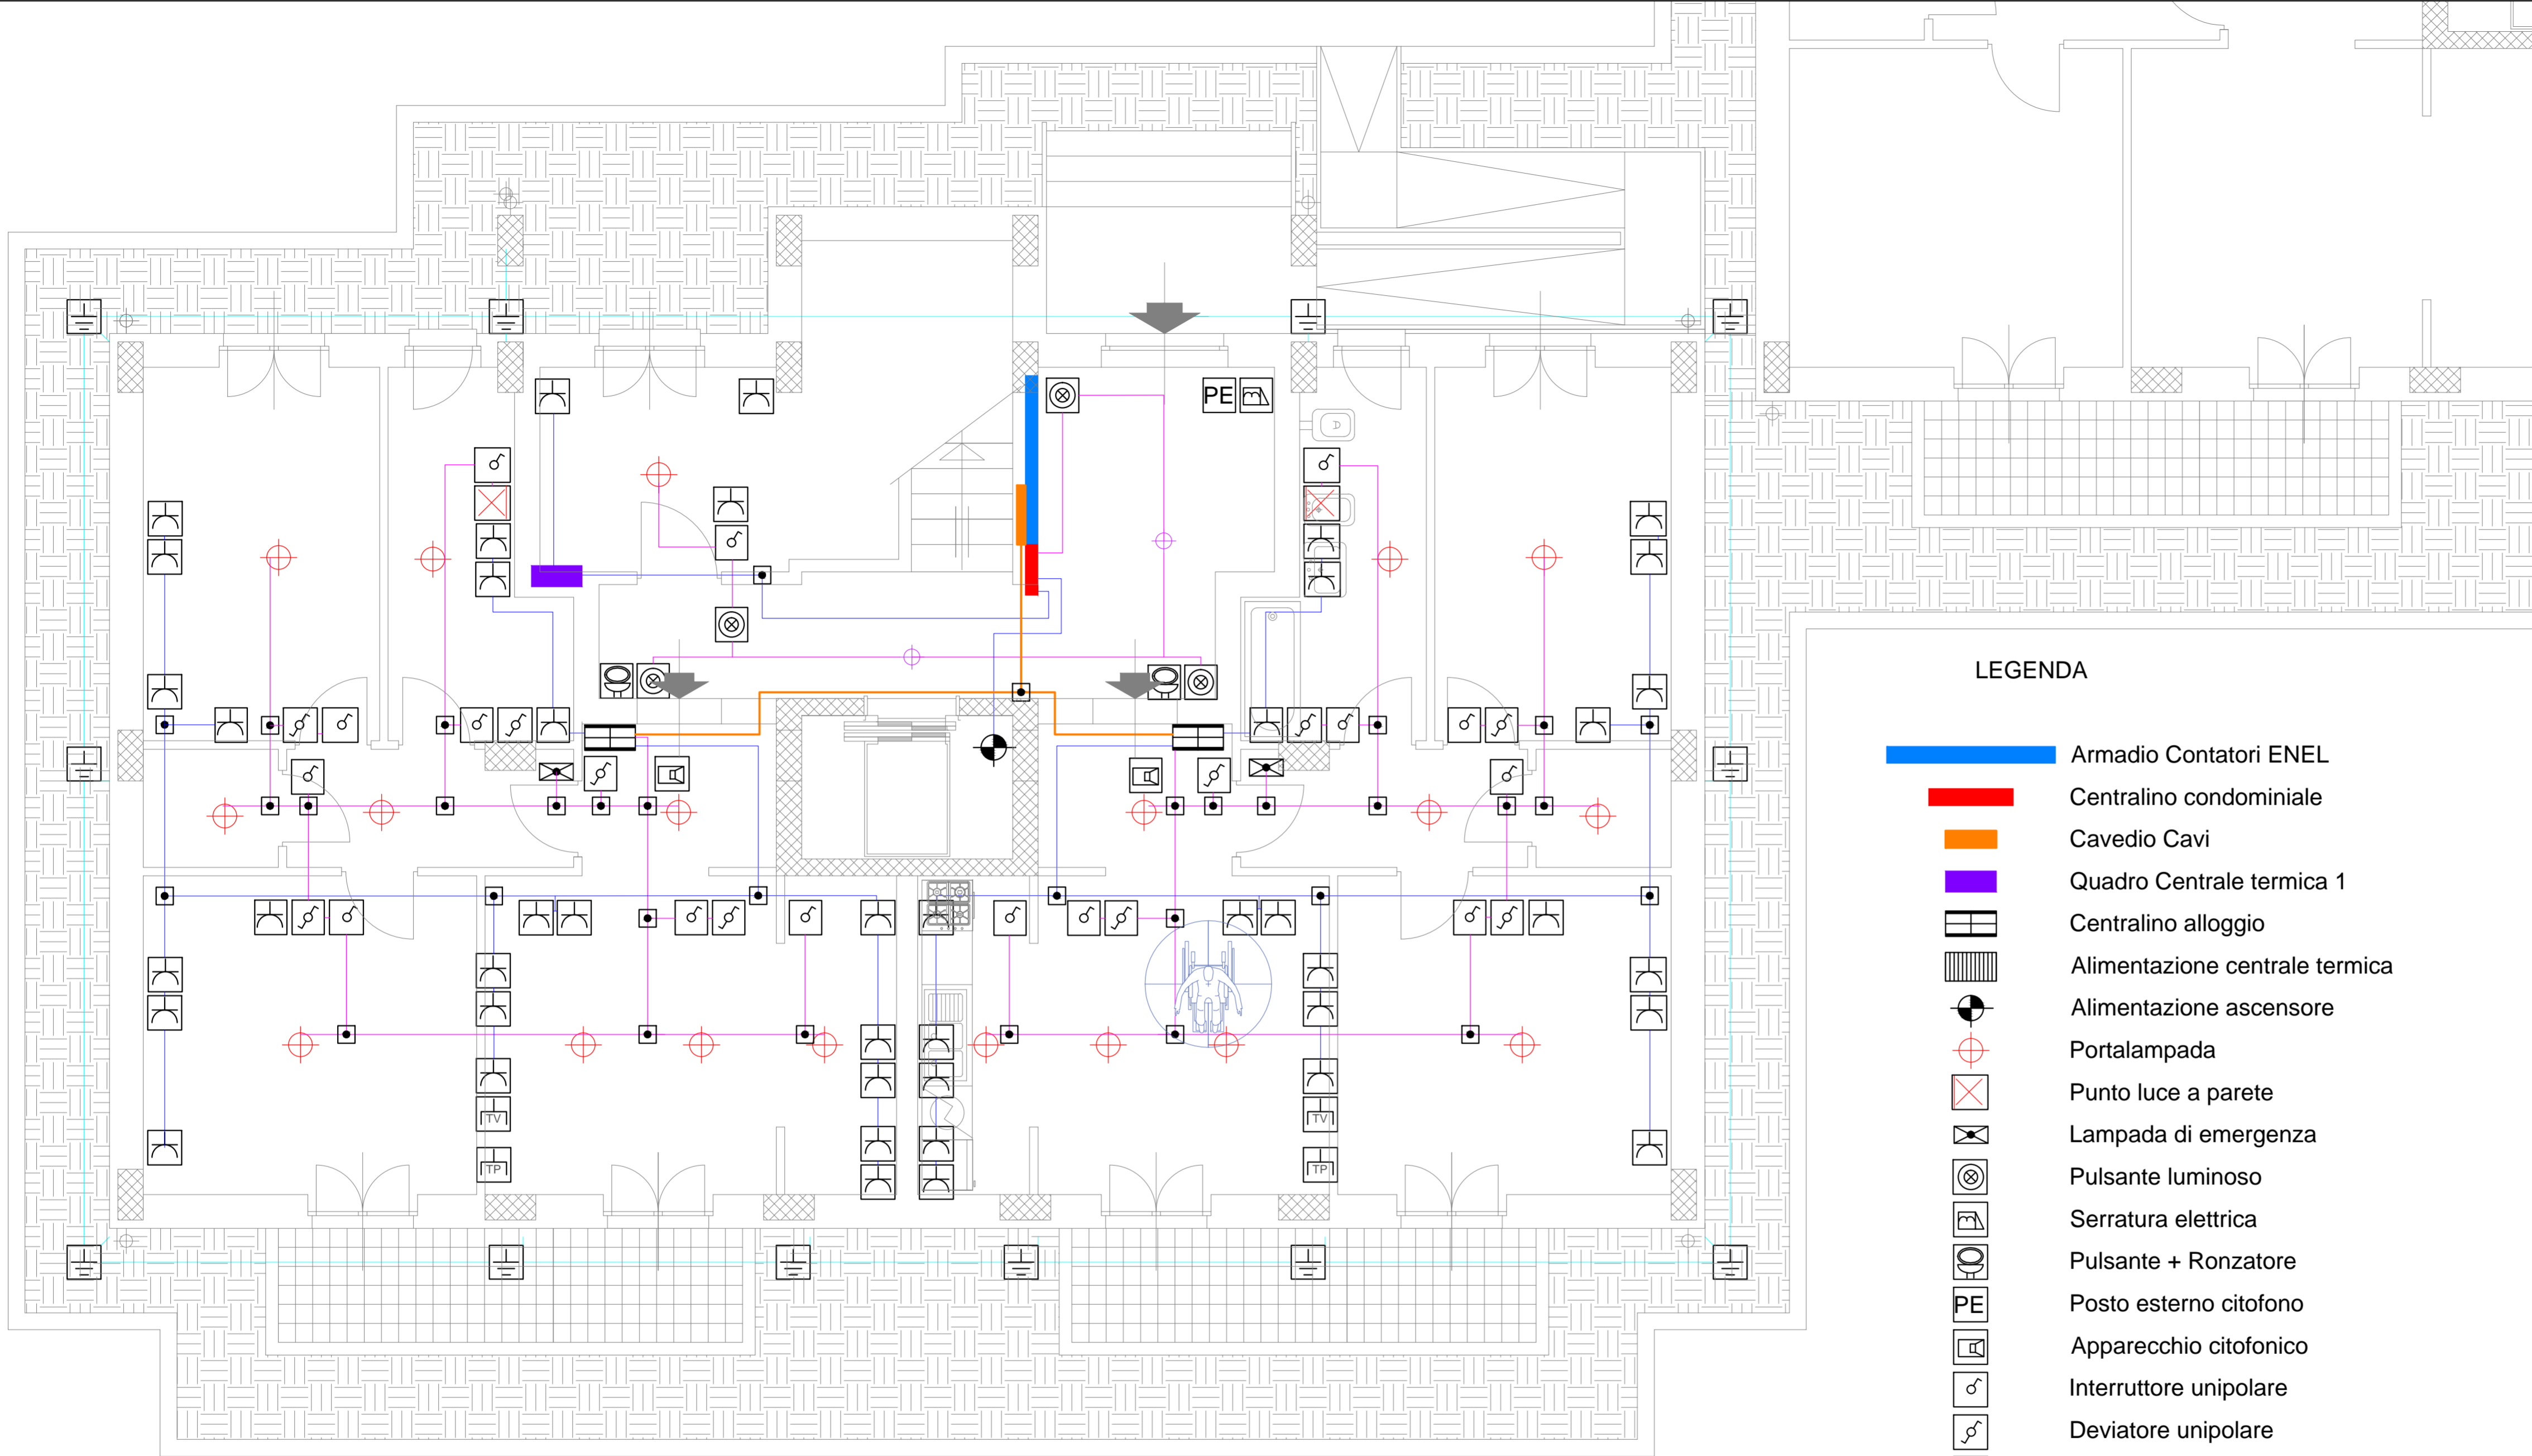 PE
TV
TV
TP
TP
LEGENDA
Armadio Contatori ENEL
Centralino condominiale
Cavedio Cavi
Quadro Centrale termica 1
Centralino alloggio
Alimentazione centrale termica
Alimentazione ascensore
Portalampada
Punto luce a parete
Lampada di emergenza
Pulsante luminoso
Serratura elettrica
Pulsante + Ronzatore
PE Posto esterno citofono
Apparecchio citofonico
Interruttore unipolare
Deviatore unipolare